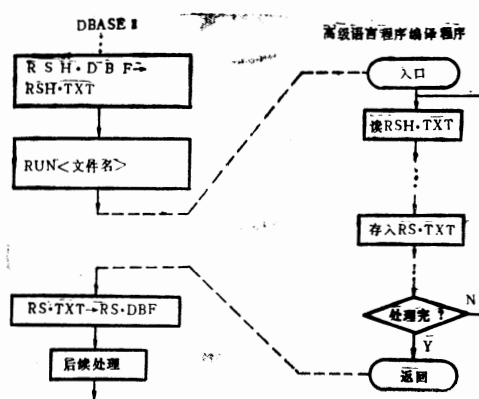 DBASE Ⅱ
RSH·DBF→
RSH·TXT
RUN<文件名>
RS·TXT→RS·DBF
后续处理
高级语言程序编译程序
入口
读RSH·TXT
存入RS·TXT
处理完?
N
Y
返回